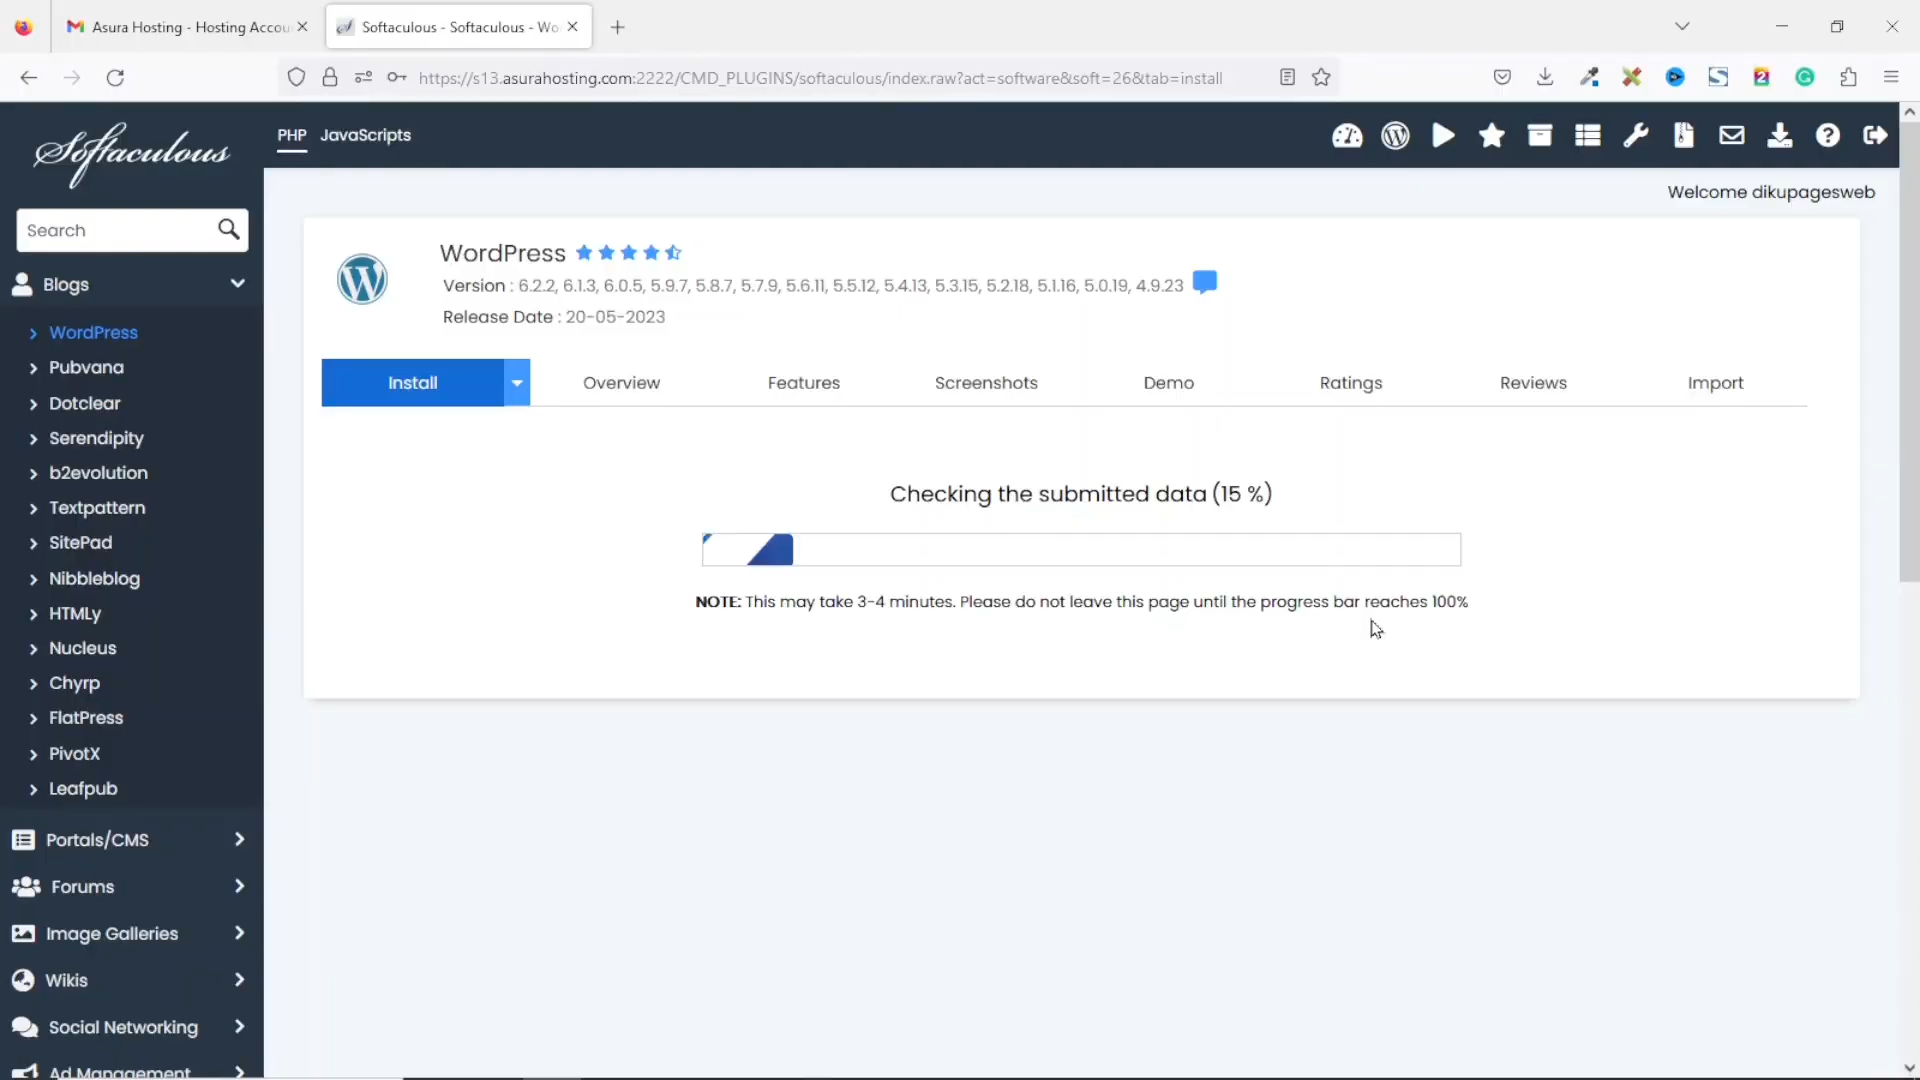 Asura Hosting - Hosting Accou
Softaculous - Softaculous - Wo
https://s13.asurahosting.com:2222/CMD_PLUGINS/softaculous/index.raw?act=software&soft=26&tab=install
Softaculous
PHP JavaScripts
Welcome dikupagesweb
Search
Blogs
WordPress
Pubvana
Dotclear
Serendipity
b2evolution
Textpattern
SitePad
Nibbleblog
HTMLy
Nucleus
Chyrp
FlatPress
PivotX
Leafpub
Portals/CMS
Forums
Image Galleries
Wikis
Social Networking
Ad Management
WordPress
Version : 6.2.2, 6.1.3, 6.0.5, 5.9.7, 5.8.7, 5.7.9, 5.6.11, 5.5.12, 5.4.13, 5.3.15, 5.2.18, 5.1.16, 5.0.19, 4.9.23
Release Date : 20-05-2023
Install Overview Features Screenshots Demo Ratings Reviews Import
Checking the submitted data (15 %)
NOTE: This may take 3-4 minutes. Please do not leave this page until the progress bar reaches 100%